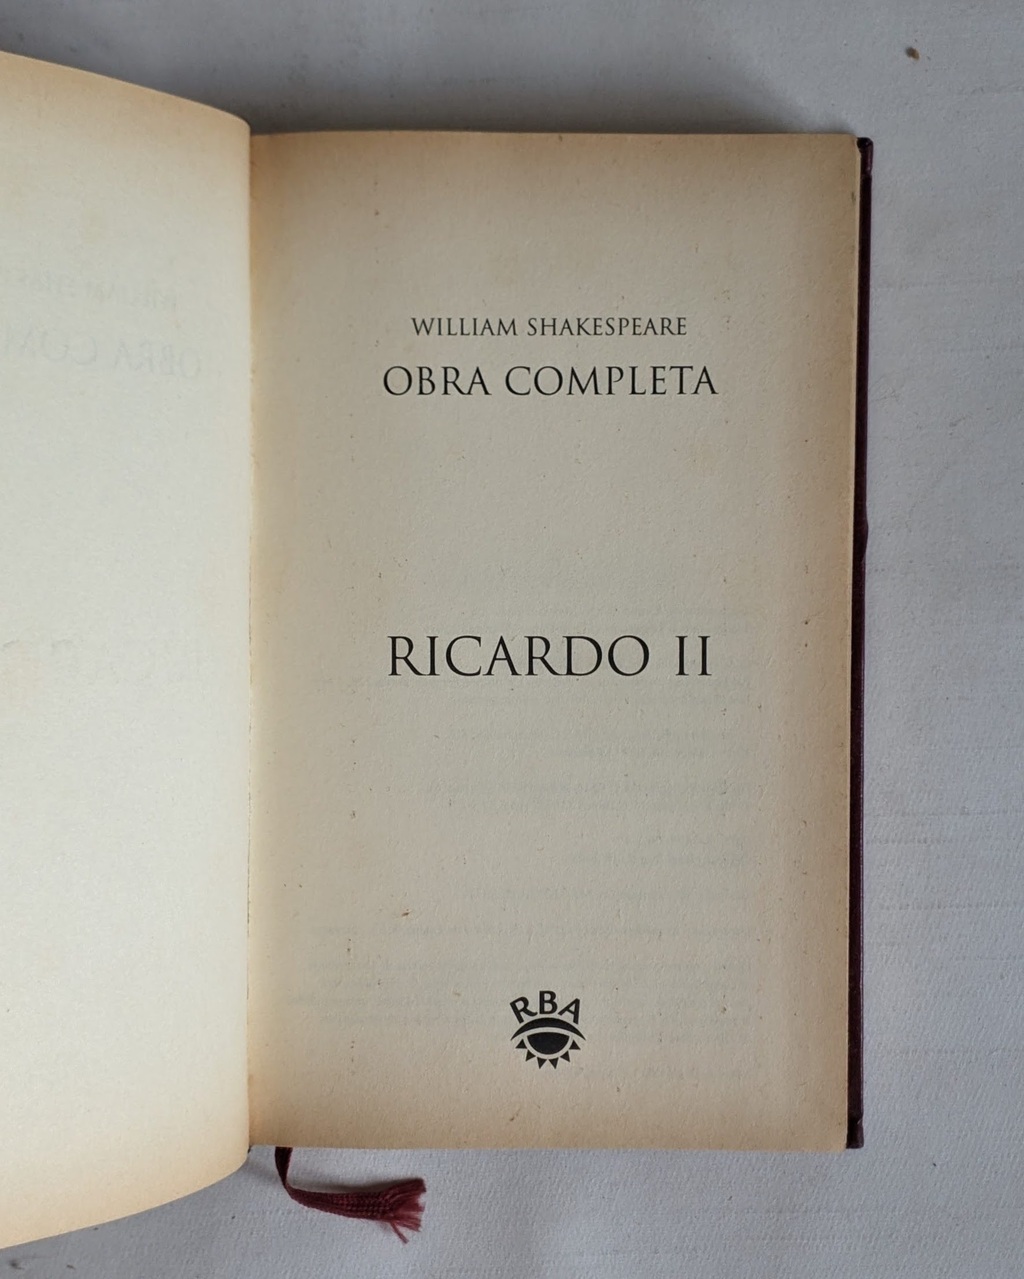 WILLIAM SHAKESPEARE
OBRA COMPLETA
RICARDO II
RBA